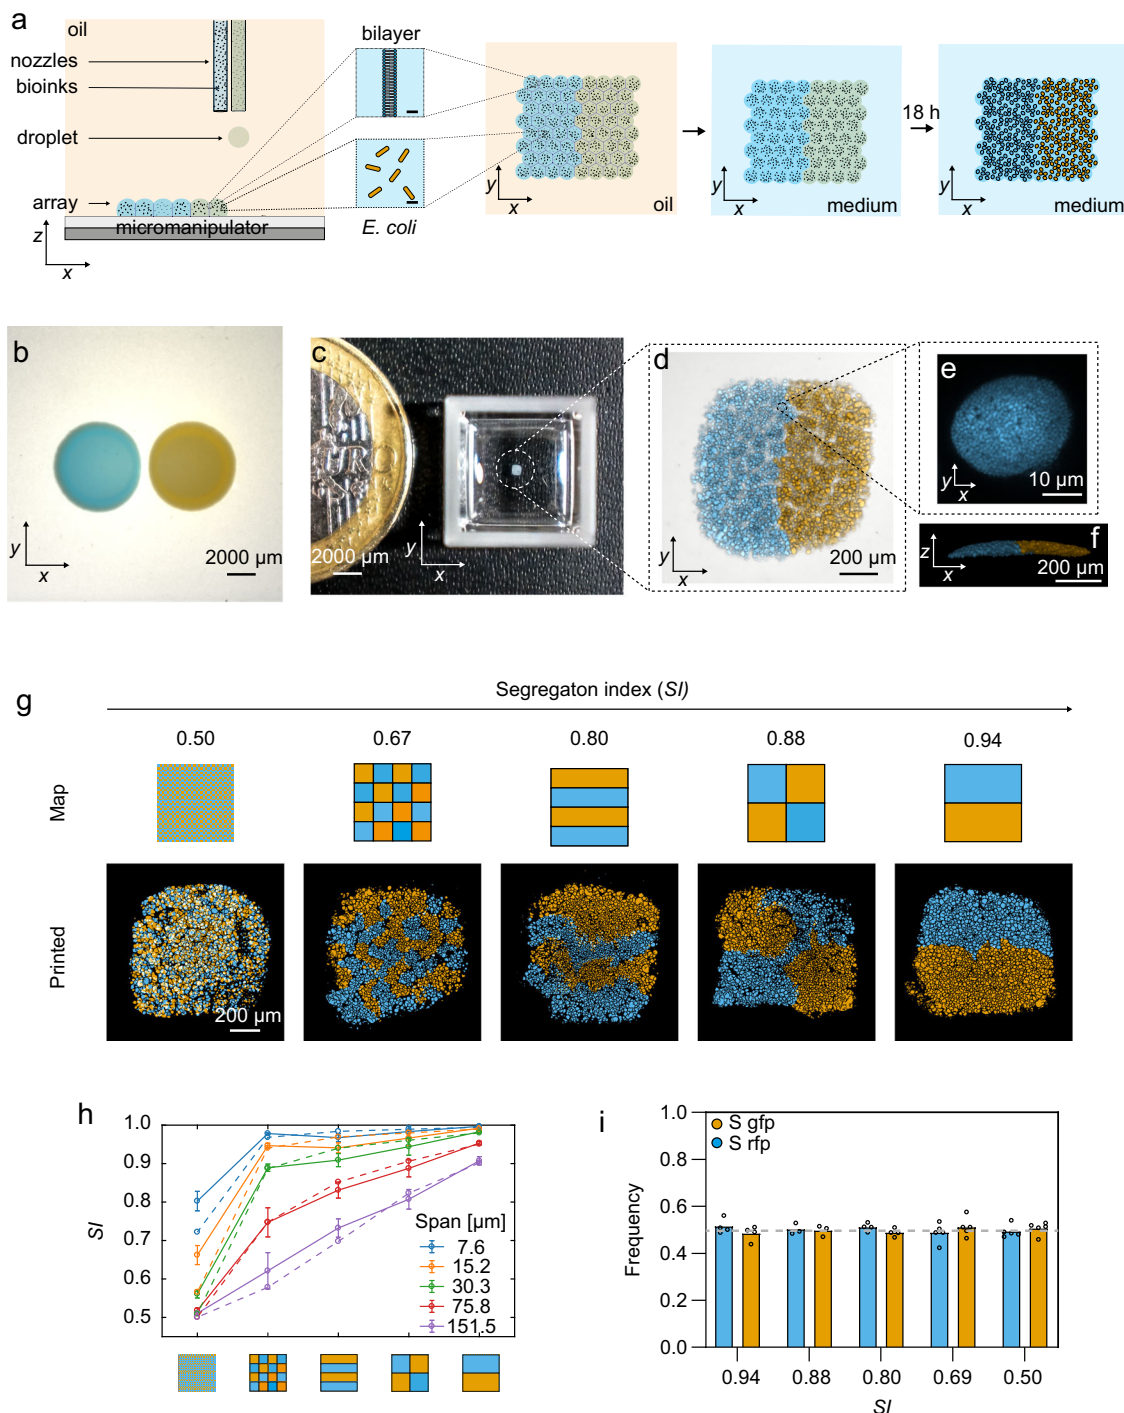 a
oil
nozzles
bioinks
droplet
array
micromanipulator
z
x
bilayer
E. coli
y
x
oil
y
x
medium
18 h
y
x
medium
b
y
x
2000 µm
c
2000 µm
y
x
d
y
x
200 µm
e
y
x
10 µm
f
z
x
200 µm
g
Segregaton index (SI)
0.50 0.67 0.80 0.88 0.94
Map
Printed
200 µm
h
SI
1.0
0.9
0.8
0.7
0.6
0.5
Span [µm]
7.6
15.2
30.3
75.8
151.5
i
Frequency
1.0
0.8
0.6
0.4
0.2
0.0
S gfp
S rfp
0.94 0.88 0.80 0.69 0.50
SI